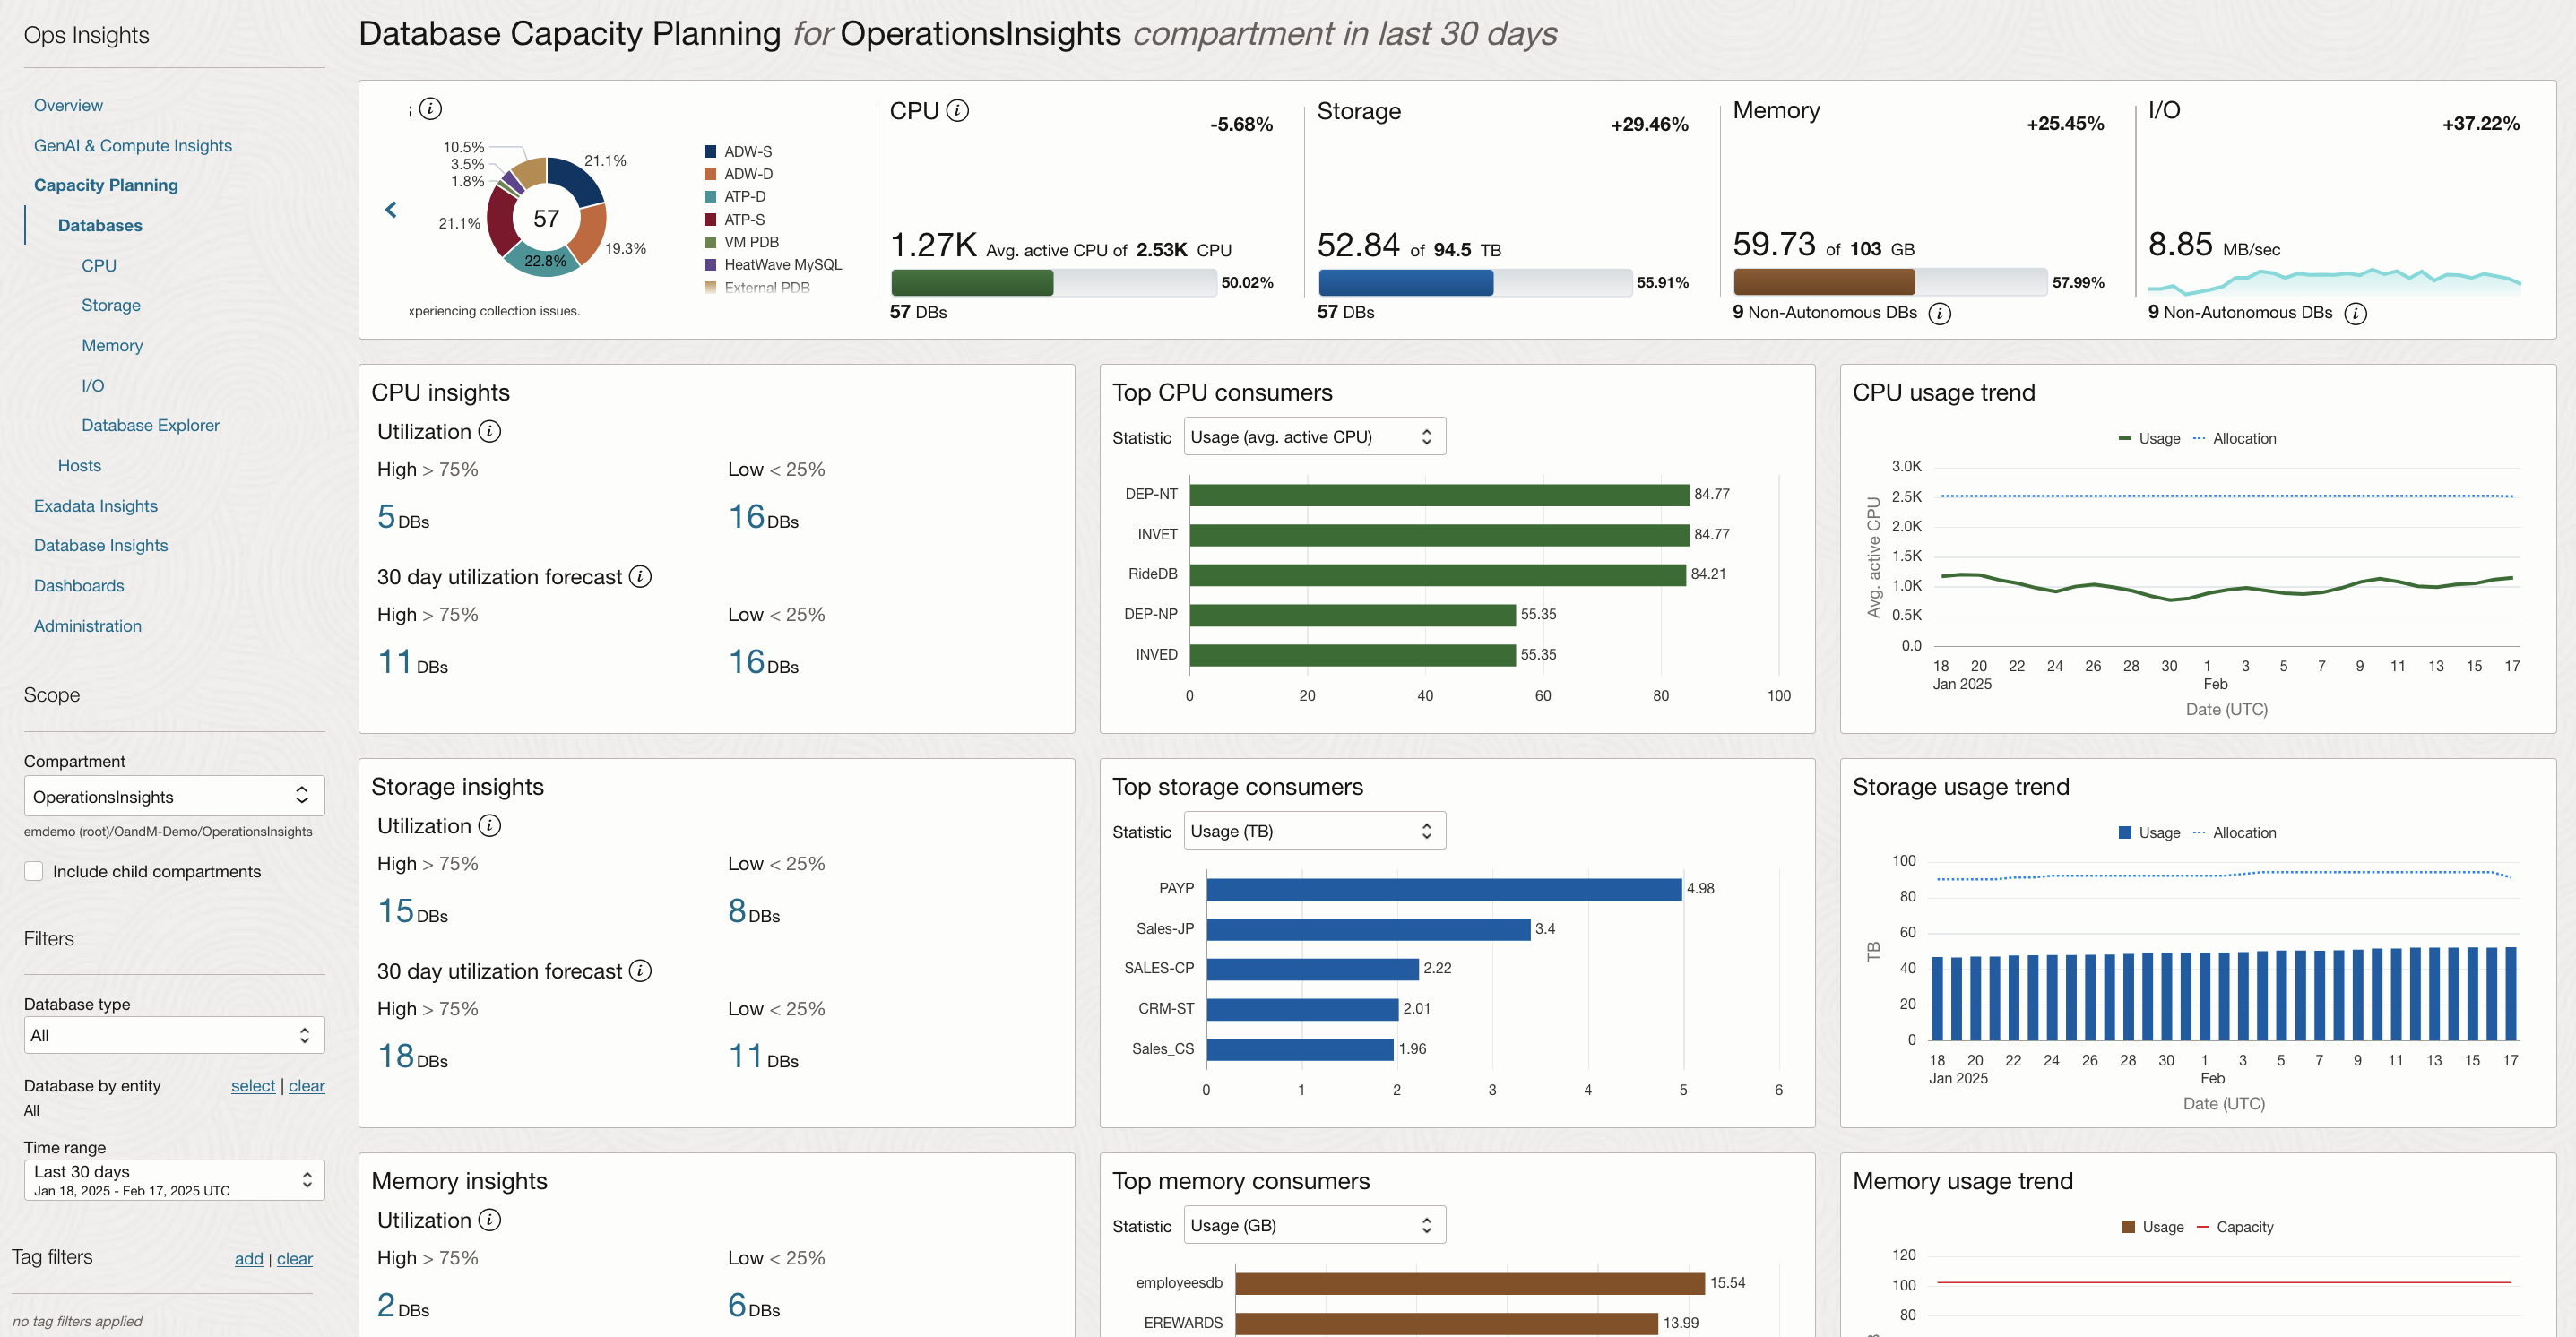 Ops Insights
Overview
GenAI & Compute Insights
Capacity Planning
Databases
CPU
Storage
Memory
I/O
Database Explorer
Hosts
Exadata Insights
Database Insights
Dashboards
Administration
Scope
Compartment
OperationsInsights
emdemo (root)/OandM-Demo/OperationsInsights
Include child compartments
Filters
Database type
All
Database by entity select | clear
All
Time range
Last 30 days
Jan 18, 2025 - Feb 17, 2025 UTC
Tag filters add | clear
no tag filters applied
Database Capacity Planning for OperationsInsights compartment in last 30 days
10.5%
3.5%
1.8%
21.1%
21.1%
19.3%
22.8%
57
ADW-S
ADW-D
ATP-D
ATP-S
VM PDB
HeatWave MySQL
External PDB
xperiencing collection issues.
CPU
-5.68%
1.27K Avg. active CPU of 2.53K CPU
50.02%
57 DBs
Storage
+29.46%
52.84 of 94.5 TB
55.91%
57 DBs
Memory
+25.45%
59.73 of 103 GB
57.99%
9 Non-Autonomous DBs
I/O
+37.22%
8.85 MB/sec
9 Non-Autonomous DBs
CPU insights
Utilization
High > 75% Low < 25%
5 DBs 16 DBs
30 day utilization forecast
High > 75% Low < 25%
11 DBs 16 DBs
Top CPU consumers
Statistic Usage (avg. active CPU)
DEP-NT 84.77
INVET 84.77
RideDB 84.21
DEP-NP 55.35
INVED 55.35
0 20 40 60 80 100
CPU usage trend
Usage Allocation
Avg. active CPU
3.0K
2.5K
2.0K
1.5K
1.0K
0.5K
0.0
18 20 22 24 26 28 30 1 3 5 7 9 11 13 15 17
Jan 2025 Feb
Date (UTC)
Storage insights
Utilization
High > 75% Low < 25%
15 DBs 8 DBs
30 day utilization forecast
High > 75% Low < 25%
18 DBs 11 DBs
Top storage consumers
Statistic Usage (TB)
PAYP 4.98
Sales-JP 3.4
SALES-CP 2.22
CRM-ST 2.01
Sales_CS 1.96
0 1 2 3 4 5 6
Storage usage trend
Usage Allocation
TB
100
80
60
40
20
0
18 20 22 24 26 28 30 1 3 5 7 9 11 13 15 17
Jan 2025 Feb
Date (UTC)
Memory insights
Utilization
High > 75% Low < 25%
2 DBs 6 DBs
Top memory consumers
Statistic Usage (GB)
employeesdb 15.54
EREWARDS 13.99
Memory usage trend
Usage Capacity
120
100
80